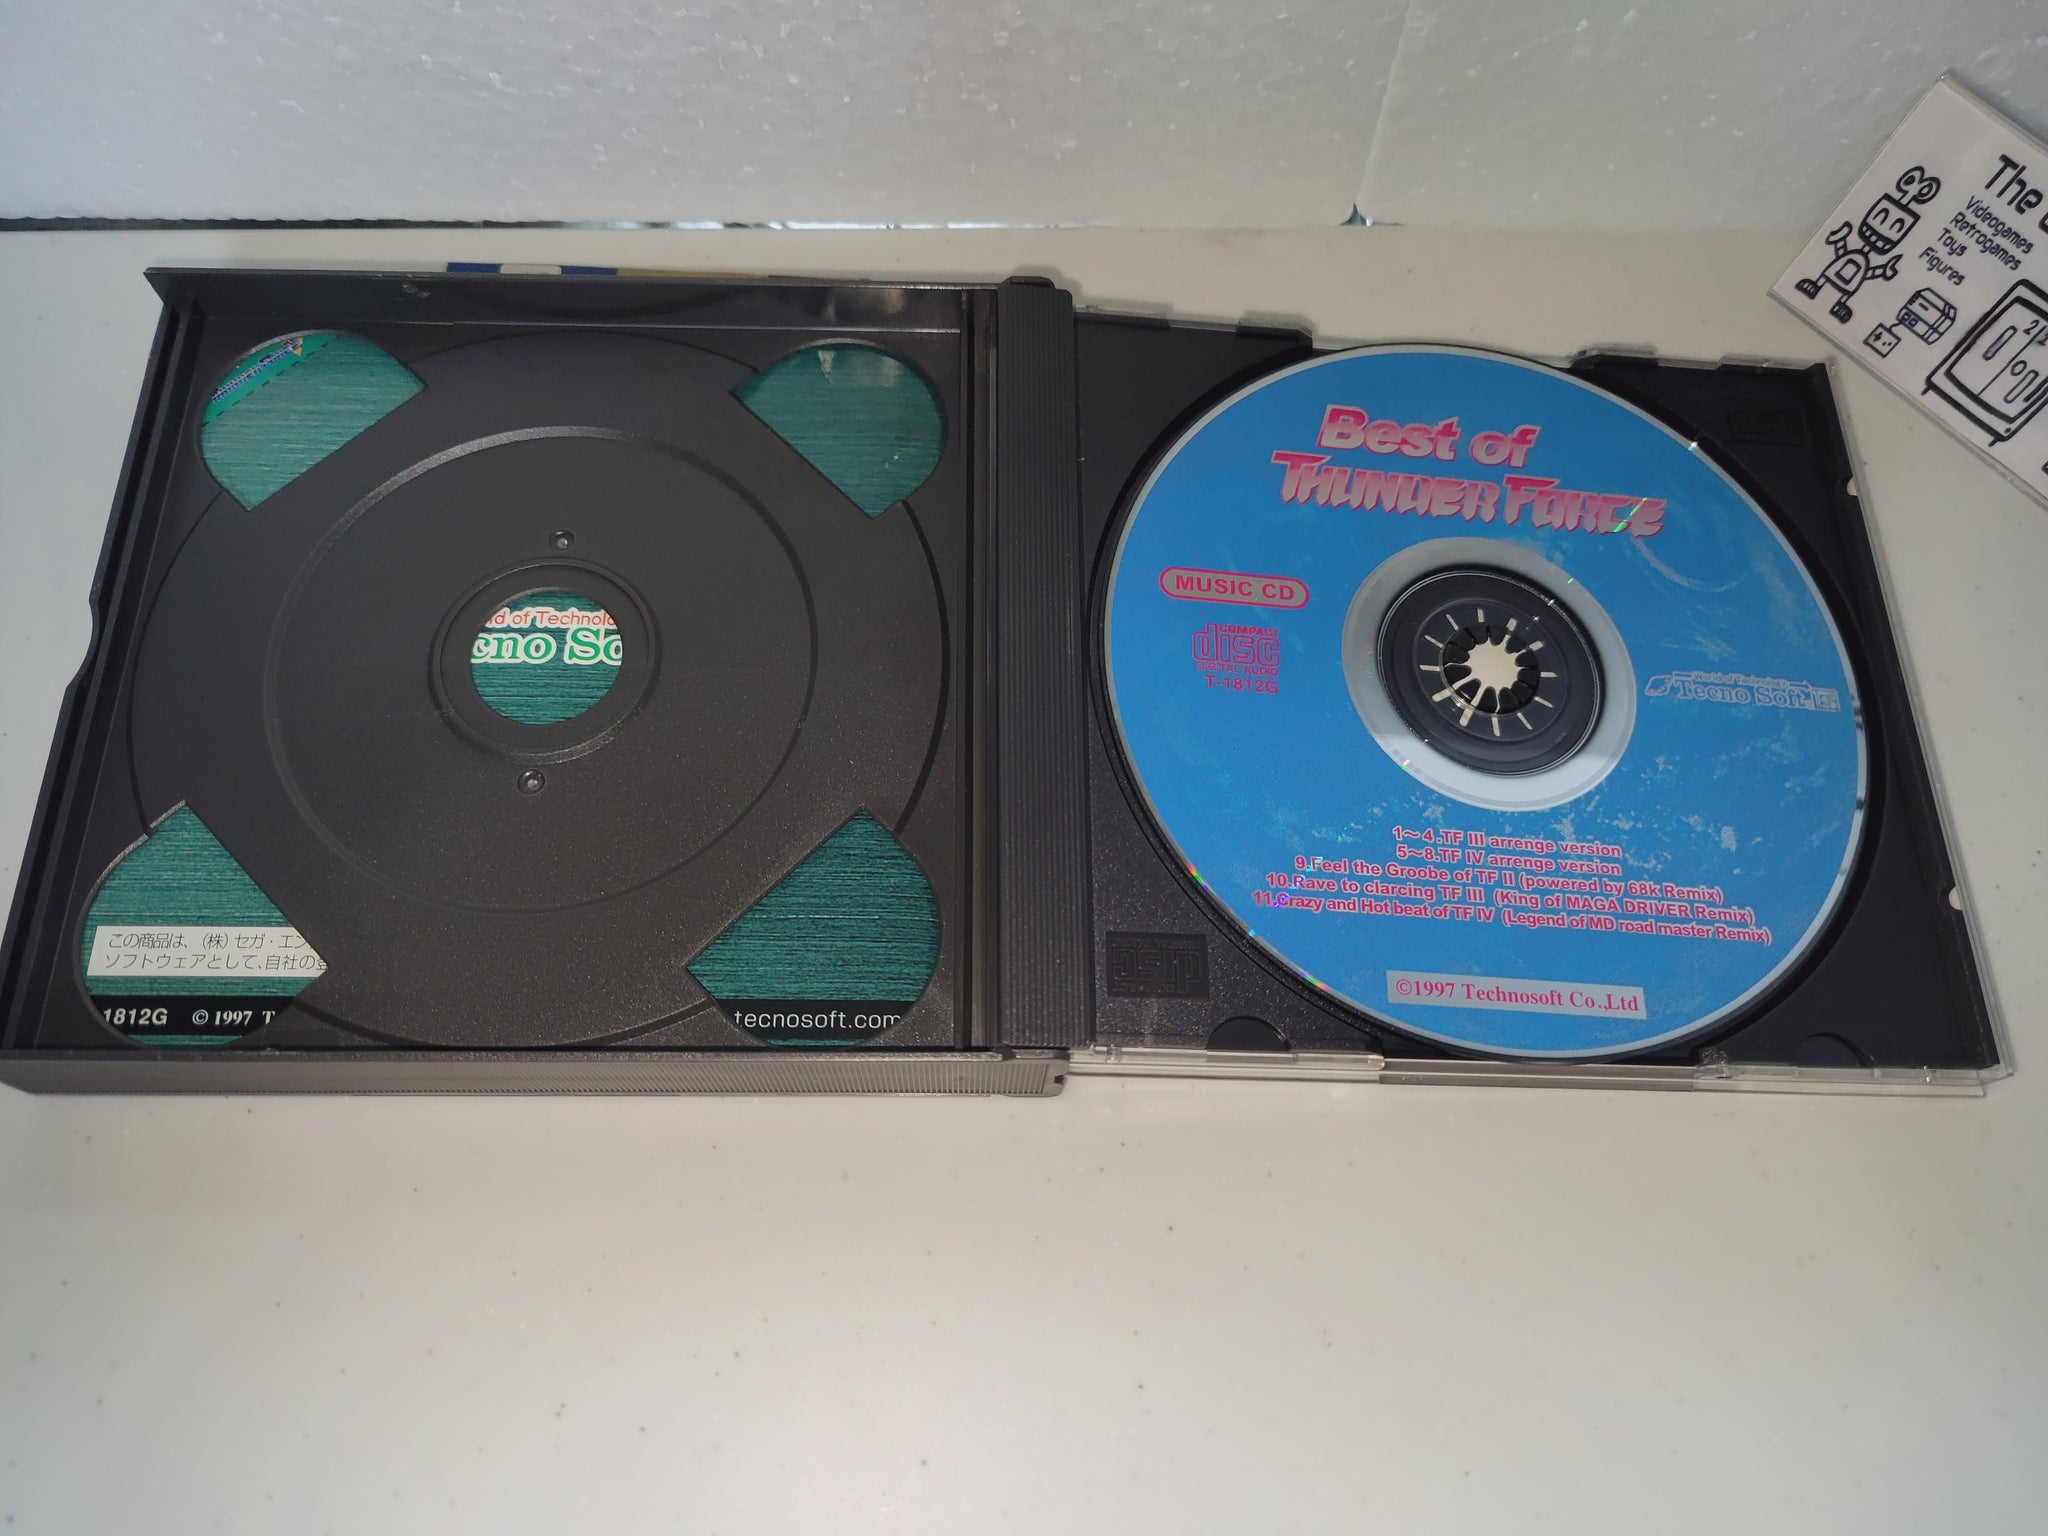 The
Videogames
Retrogames
Toys
Figures
of Technolo
cno So
この商品は、(株)セガ・エン
ソフトウェアとして、自社の
1812G © 1997 T
tecnosoft.com
Best of
THUNDER FORCE
MUSIC CD
COMPACT
disc
DIGITAL AUDIO
T-1812G
World of Technology
Tecno Soft
1～4.TF III arrenge version
5～8.TF IV arrenge version
9.Feel the Groobe of TF II (powered by 68k Remix)
10.Rave to clarcing TF III (King of MAGA DRIVER Remix)
11.Crazy and Hot beat of TF IV (Legend of MD road master Remix)
©1997 Technosoft Co.,Ltd